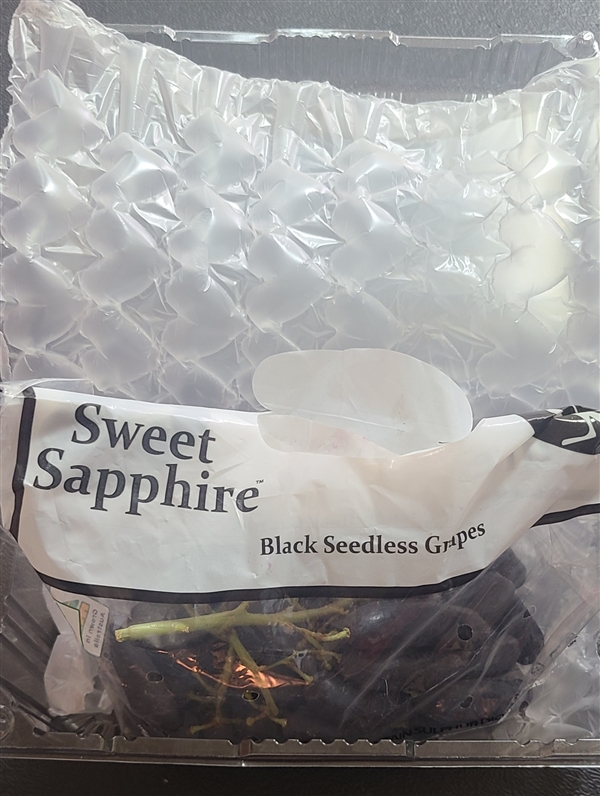 Sweet
Sapphire™
Black Seedless Grapes